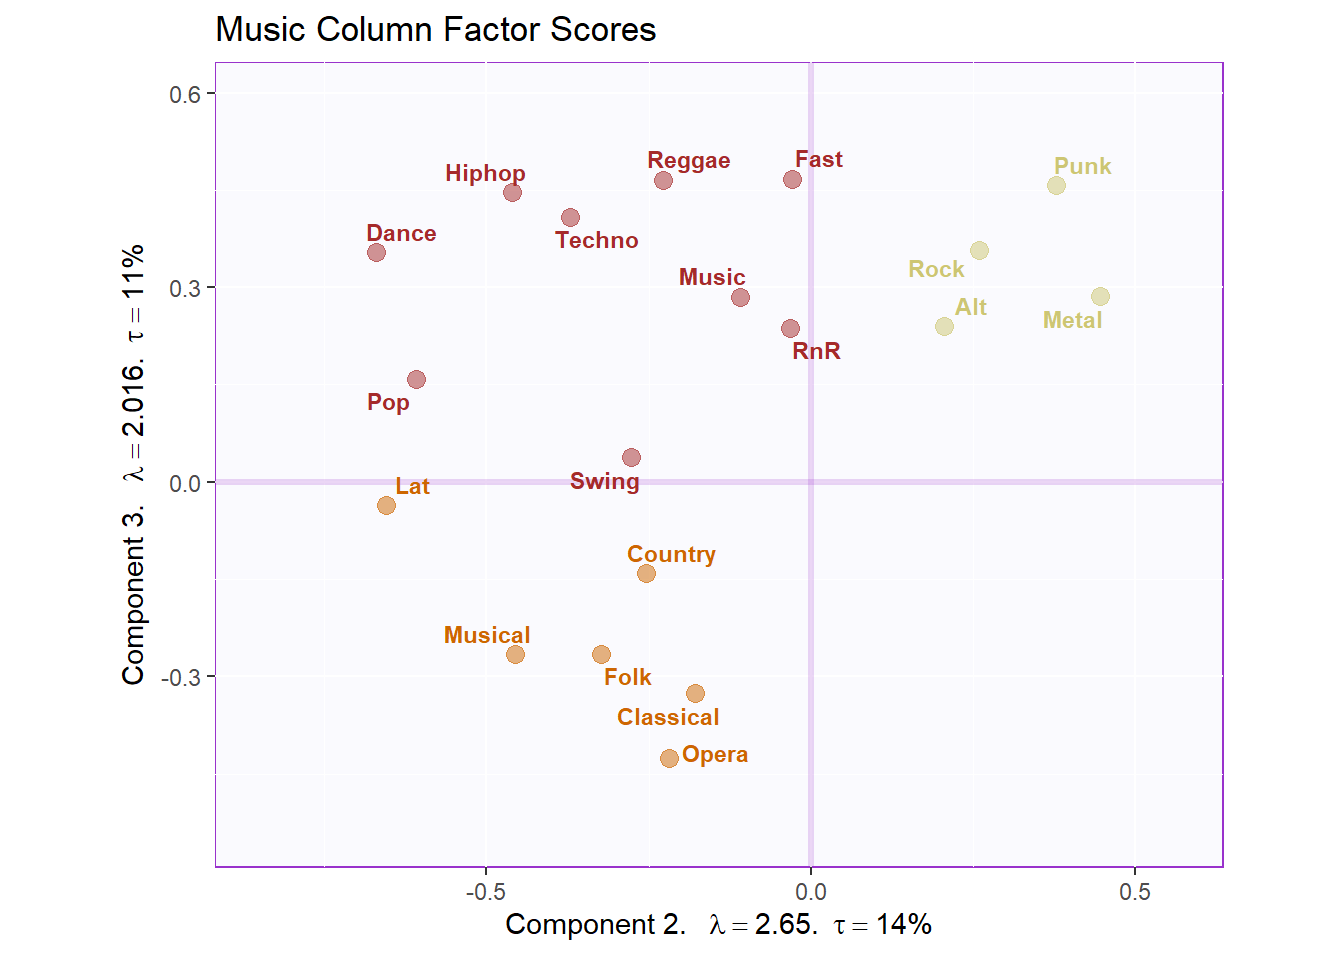 Music Column Factor Scores
0.6
Reggae
Fast
Punk
Hiphop
Dance
Techno
Rock
Music
0.3
Alt
Metal
RnR
Pop
Swing
0.0
Lat
Country
Musical
Folk
-0.3
Classical
Opera
Component 3. λ = 2.016. τ = 11%
-0.5
0.0
0.5
Component 2. λ = 2.65. τ = 14%